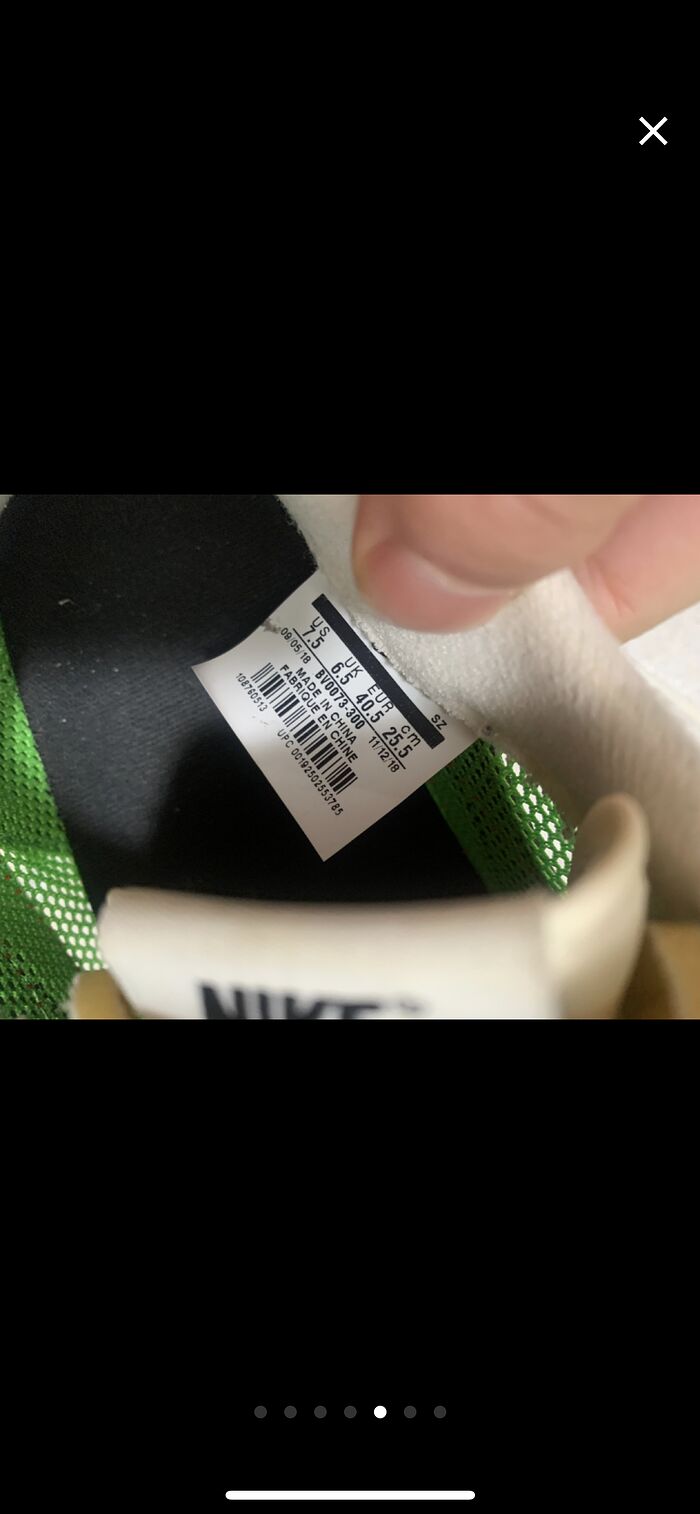 SZ
US UK EUR cm
7.5 6.5 40.5 25.5
09/05/18 BV0073-300 11/12/18
MADE IN CHINA
FABRIQUE EN CHINE
108760513
UPC 00192502553785
NIKE